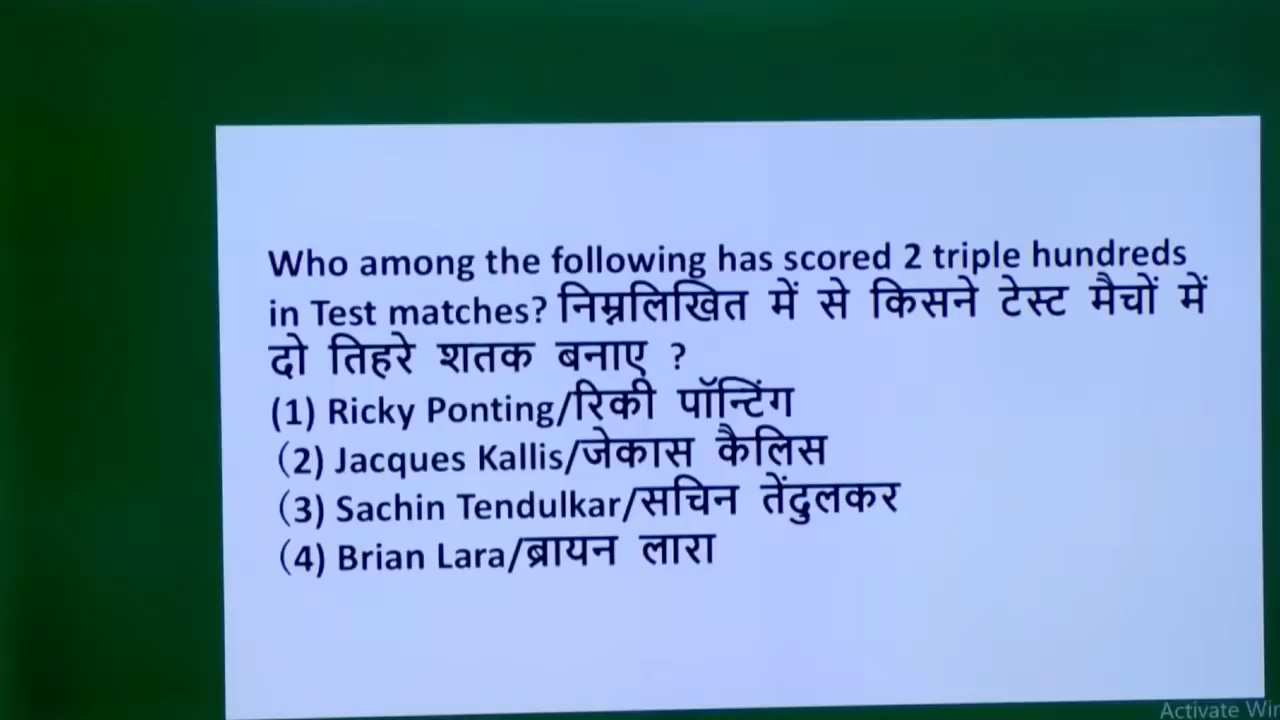 Who among the following has scored 2 triple hundreds
in Test matches? निम्नलिखित में से किसने टेस्ट मैचों में
दो तिहरे शतक बनाए ?
(1) Ricky Ponting/रिकी पॉन्टिंग
(2) Jacques Kallis/जेकास कैलिस
(3) Sachin Tendulkar/सचिन तेंदुलकर
(4) Brian Lara/ब्रायन लारा
Activate